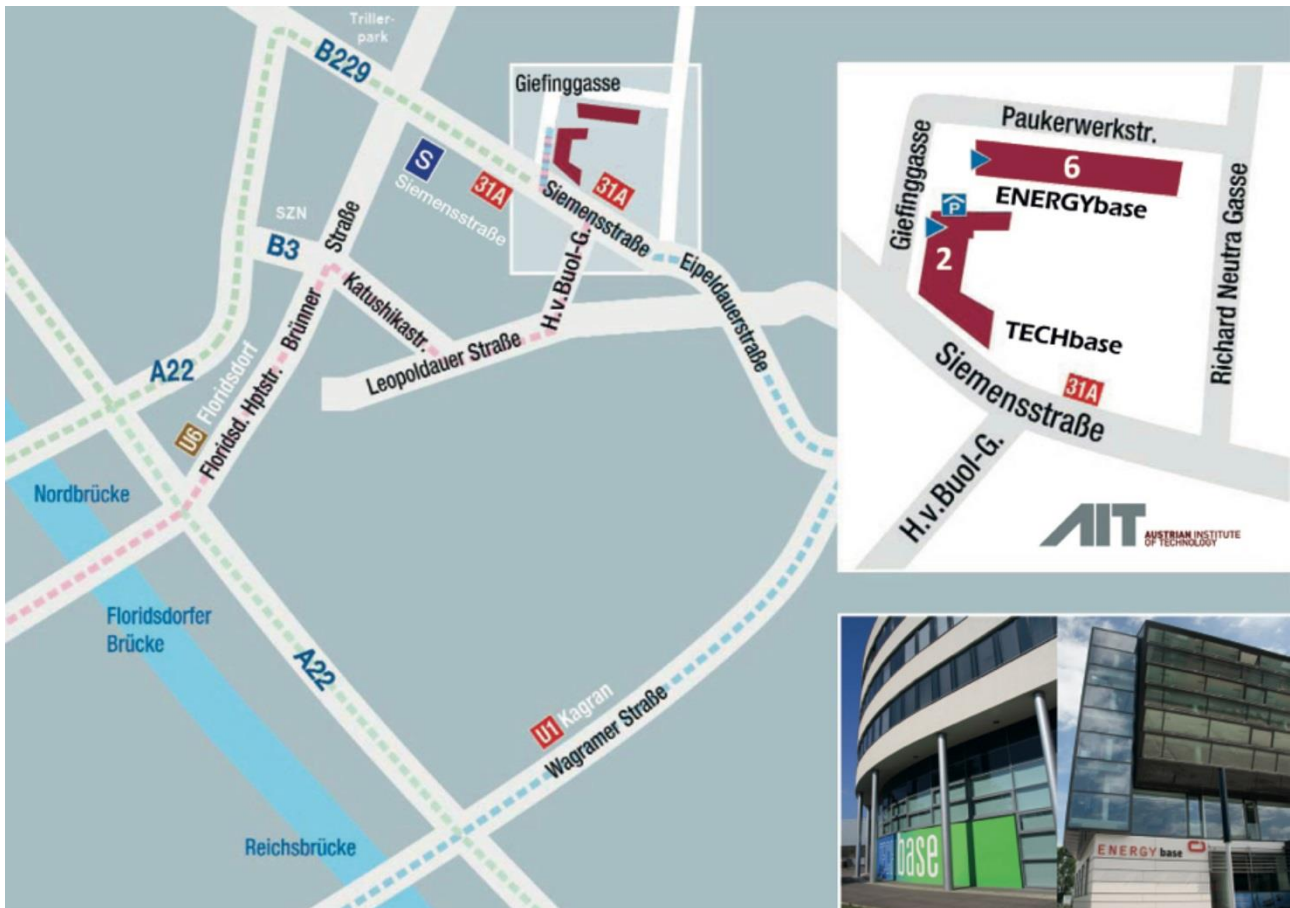 Triller-
park
B229
Giefinggasse
S
Siemensstraße
31A
31A
Siemensstraße
SZN
B3
Straße
Brünner
Katushikastr.
H.v.Buol-G.
Eipeldauerstraße
Leopoldauer Straße
A22
U6 Floridsdorf
Floridsd. Hptstr.
Nordbrücke
Floridsdorfer
Brücke
A22
U1 Kagran
Wagramer Straße
Reichsbrücke
Paukerwerkstr.
Giefinggasse
6
ENERGYbase
P
2
TECHbase
Richard Neutra Gasse
31A
Siemensstraße
H.v.Buol-G.
AIT
AUSTRIAN INSTITUTE
OF TECHNOLOGY
base
ENERGY base